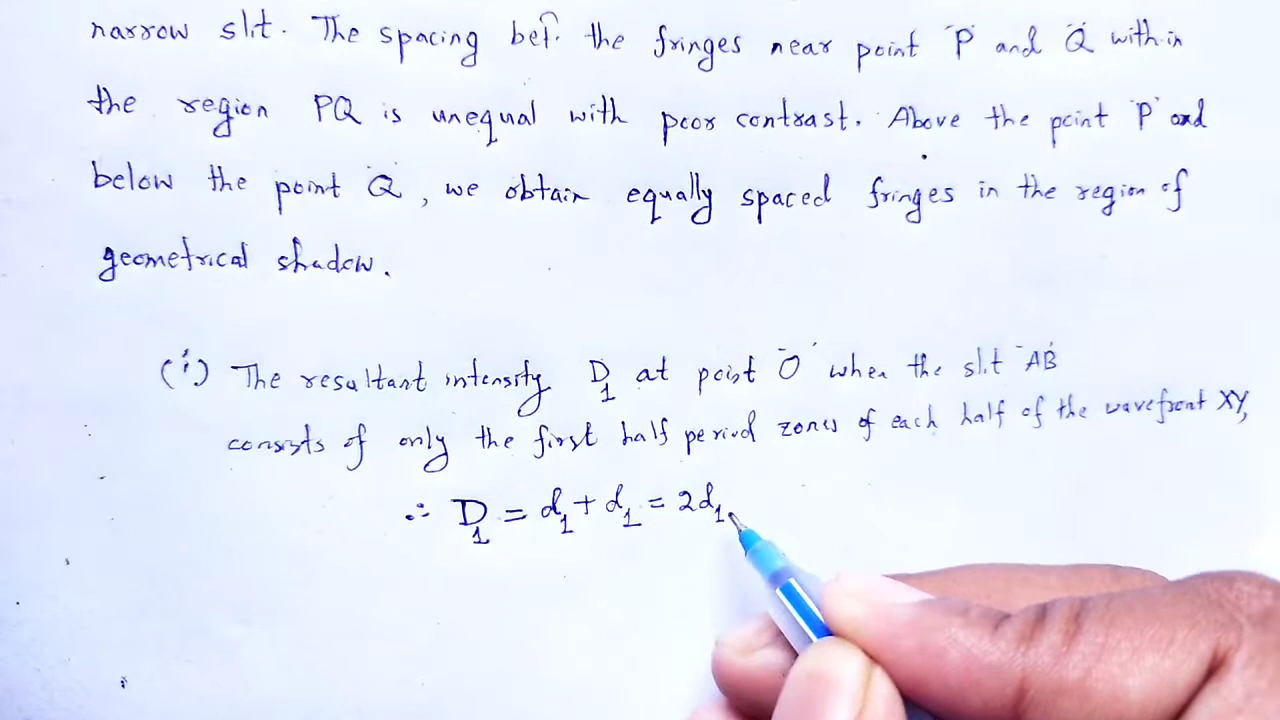 narrow slit. The spacing betn. the fringes near point 'P' and 'Q' with in
the region PQ is unequal with poor contrast. Above the point 'P' and
below the point 'Q', we obtain equally spaced fringes in the region of
geometrical shadow.
(i) The resultant intensity D₁ at point 'O' when the slit 'AB'
consists of only the first half period zones of each half of the wavefront XY,
∴ D₁ = d₁ + d₁ = 2d₁.